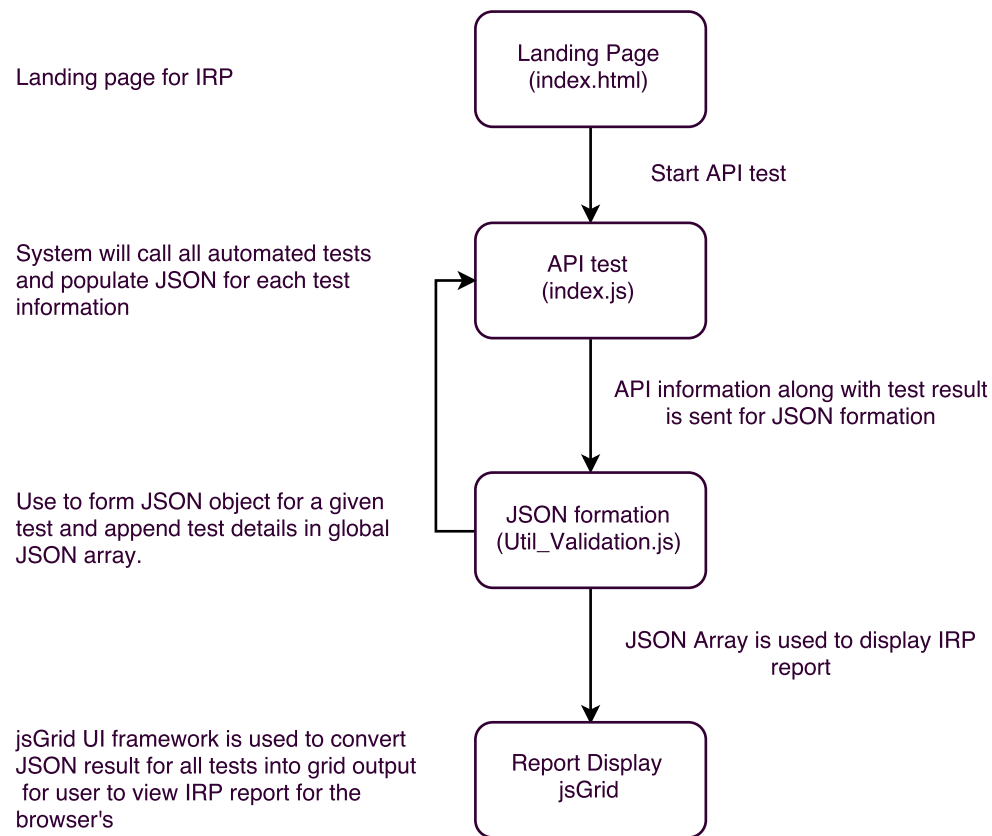 Landing Page
(index.html)
Landing page for IRP
Start API test
System will call all automated tests
and populate JSON for each test
information
API test
(index.js)
API information along with test result
is sent for JSON formation
Use to form JSON object for a given
test and append test details in global
JSON array.
JSON formation
(Util_Validation.js)
JSON Array is used to display IRP
report
jsGrid UI framework is used to convert
JSON result for all tests into grid output
for user to view IRP report for the
browser's
Report Display
jsGrid